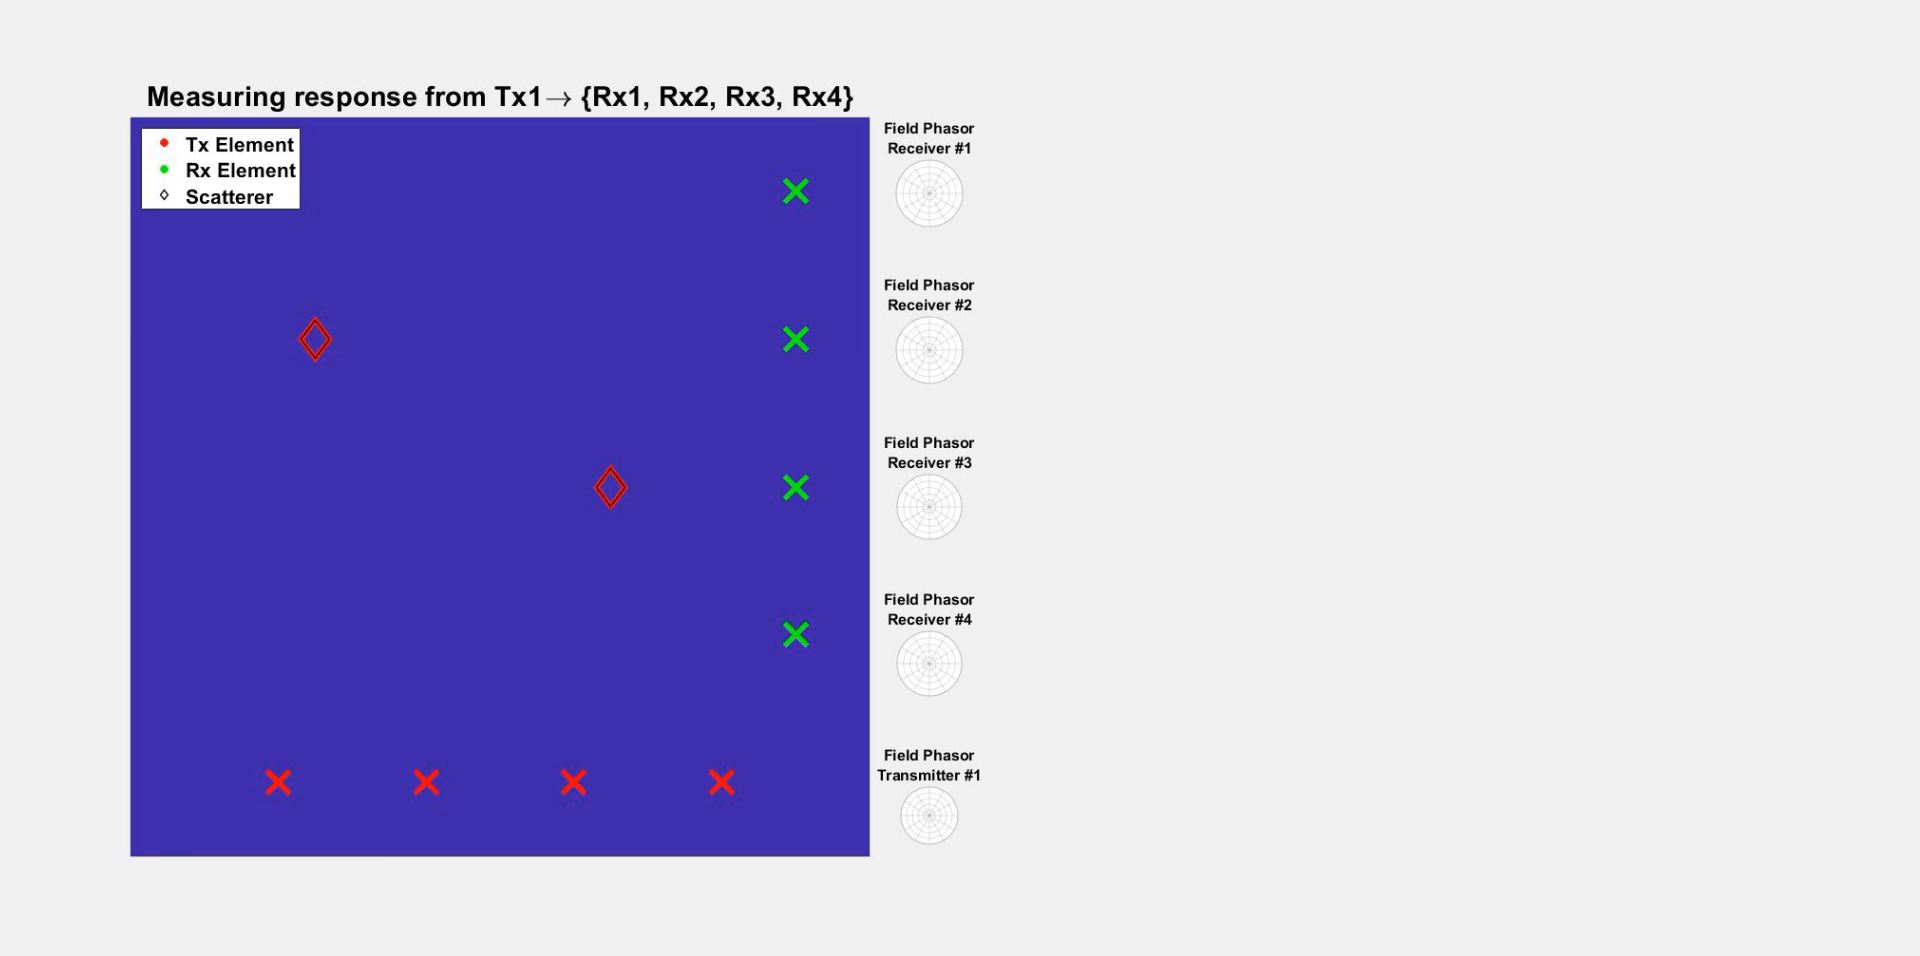 Measuring response from Tx1→ {Rx1, Rx2, Rx3, Rx4}
Tx Element
Rx Element
Scatterer
Field Phasor
Receiver #1
Field Phasor
Receiver #2
Field Phasor
Receiver #3
Field Phasor
Receiver #4
Field Phasor
Transmitter #1